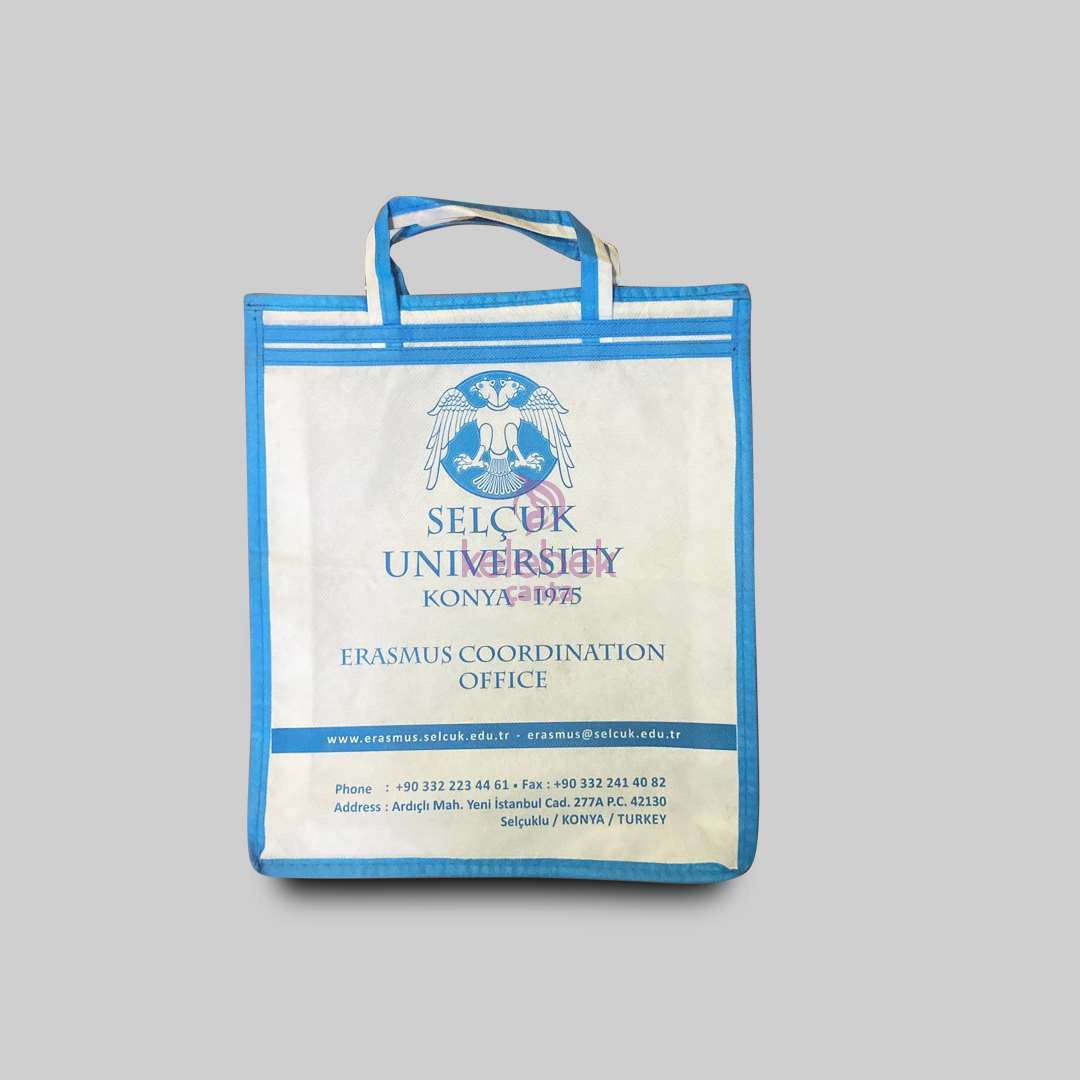 SELÇUK
UNIVERSITY
KONYA - 1975
kelebek
çanta
ERASMUS COORDINATION
OFFICE
www.erasmus.selcuk.edu.tr - erasmus@selcuk.edu.tr
Phone : +90 332 223 44 61 • Fax : +90 332 241 40 82
Address : Ardıçlı Mah. Yeni İstanbul Cad. 277A P.C. 42130
Selçuklu / KONYA / TURKEY